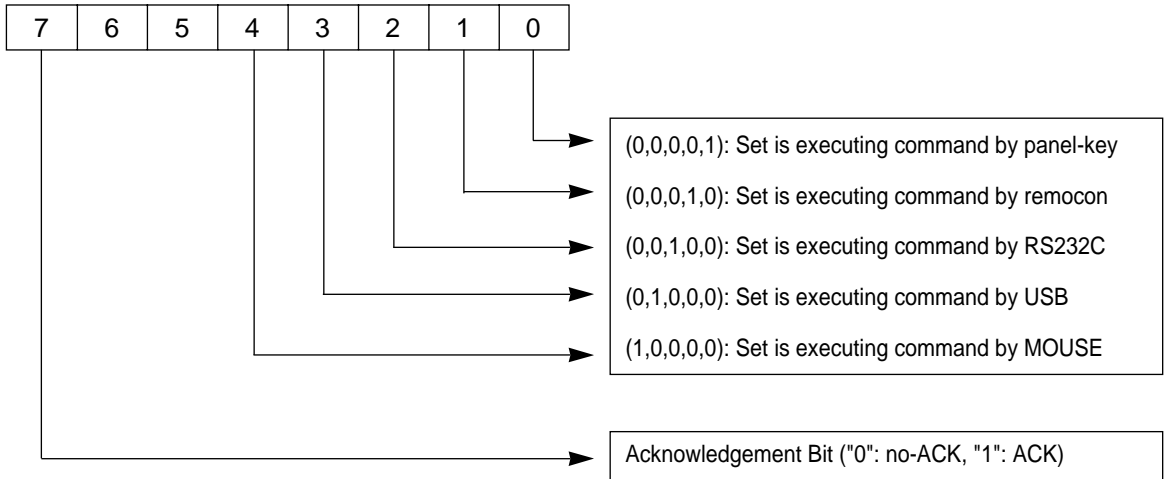 7 6 5 4 3 2 1 0
(0,0,0,0,1): Set is executing command by panel-key
(0,0,0,1,0): Set is executing command by remocon
(0,0,1,0,0): Set is executing command by RS232C
(0,1,0,0,0): Set is executing command by USB
(1,0,0,0,0): Set is executing command by MOUSE
Acknowledgement Bit ("0": no-ACK, "1": ACK)